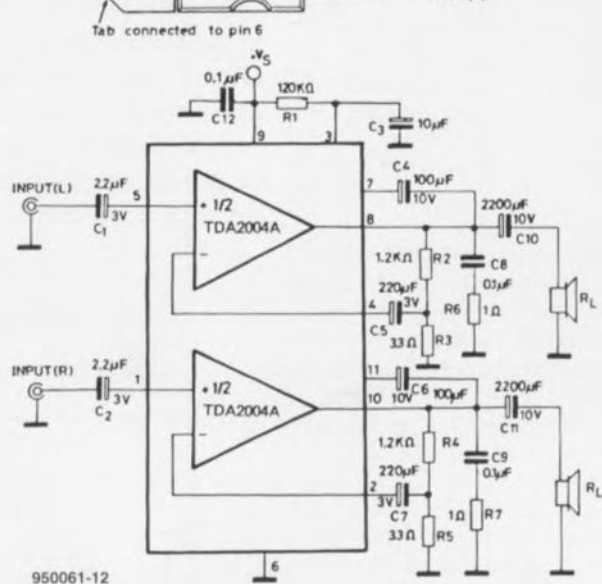 Tab connected to pin 6
+VS
0.1µF
C12
120KΩ
R1
C3
10µF
9
3
C4
100µF
10V
7
INPUT(L)
2.2µF
3V
C1
5
+ 1/2
TDA2004A
−
8
2200µF
10V
C10
1.2KΩ
R2
C8
0.1µF
220µF
3V
4
C5
R3
3.3Ω
R6
1Ω
RL
INPUT(R)
2.2µF
3V
C2
1
+ 1/2
TDA2004A
−
11
C6
10V
100µF
10
2200µF
10V
C11
1.2KΩ
R4
C9
0.1µF
220µF
3V
2
C7
3.3Ω
R5
1Ω
R7
RL
6
950061-12